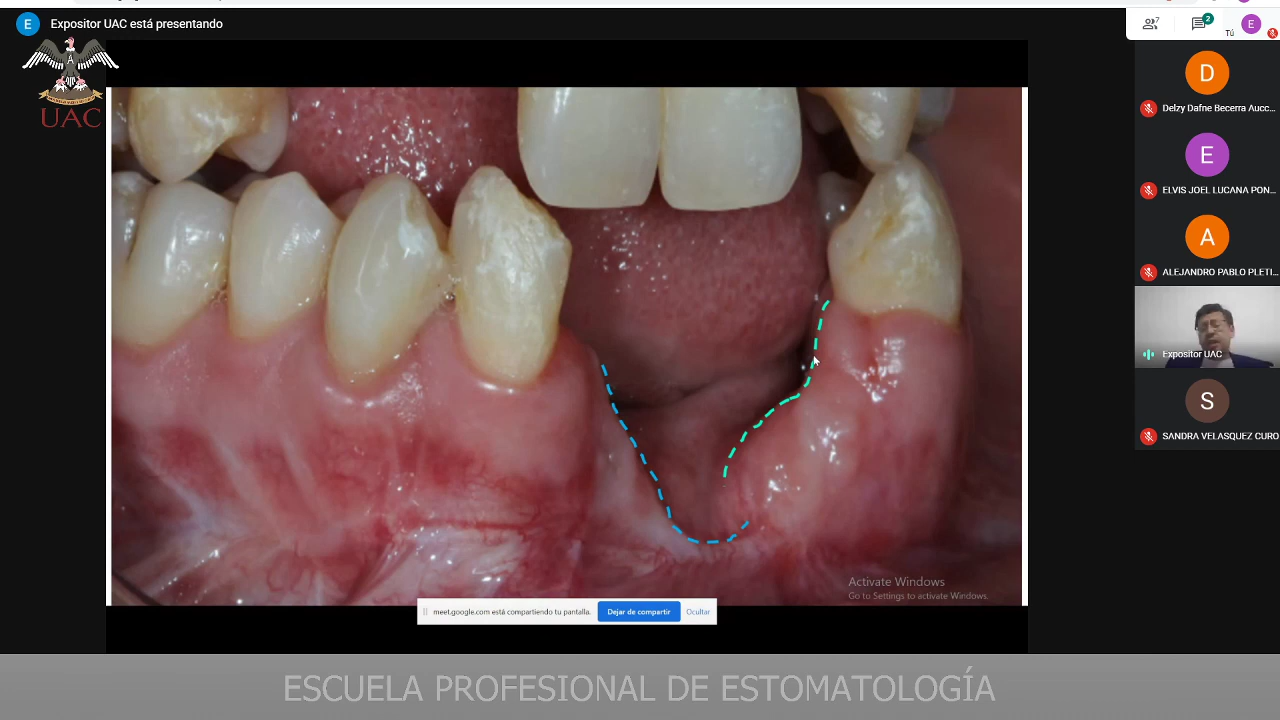 E
Expositor UAC está presentando
7
2
Tú
E
UAC
D
Delzy Dafne Becerra Aucc...
E
ELVIS JOEL LUCANA PON...
A
ALEJANDRO PABLO PLETI...
Expositor UAC
S
SANDRA VELASQUEZ CURO
Activate Windows
Go to Settings to activate Windows.
meet.google.com está compartiendo tu pantalla.
Dejar de compartir
Ocultar
ESCUELA PROFESIONAL DE ESTOMATOLOGÍA